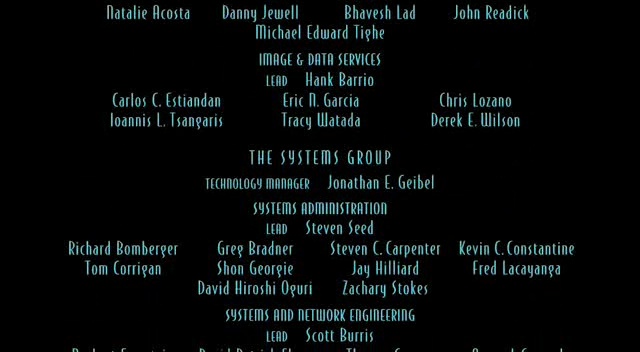 Natalie Acosta Danny Jewell Bhavesh Lad John Readick
Michael Edward Tighe
IMAGE & DATA SERVICES
LEAD Hank Barrio
Carlos C. Estiandan Eric N. Garcia Chris Lozano
Ioannis L. Tsangaris Tracy Watada Derek E. Wilson
THE SYSTEMS GROUP
TECHNOLOGY MANAGER Jonathan E. Geibel
SYSTEMS ADMINISTRATION
LEAD Steven Seed
Richard Bomberger Greg Bradner Steven C. Carpenter Kevin C. Constantine
Tom Corrigan Shon Georgie Jay Hilliard Fred Lacayanga
David Hiroshi Oguri Zachary Stokes
SYSTEMS AND NETWORK ENGINEERING
LEAD Scott Burris